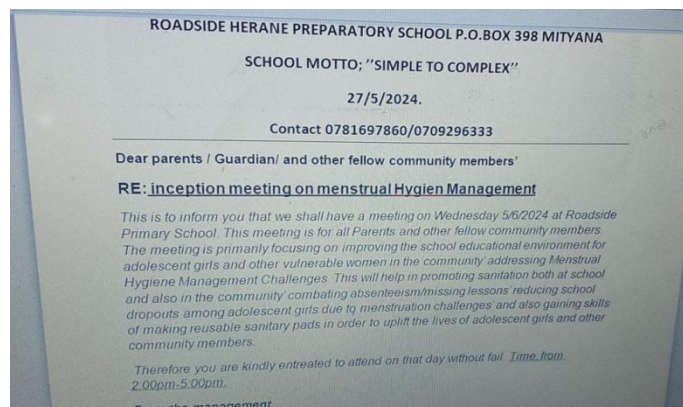 ROADSIDE HERANE PREPARATORY SCHOOL P.O.BOX 398 MITYANA
SCHOOL MOTTO; ‘’SIMPLE TO COMPLEX’’
27/5/2024.
Contact 0781697860/0709296333
Dear parents / Guardian/ and other fellow community members’
RE: inception meeting on menstrual Hygien Management
This is to inform you that we shall have a meeting on Wednesday 5/6/2024 at Roadside
Primary School. This meeting is for all Parents and other fellow community members.
The meeting is primarily focusing on improving the school educational environment for
adolescent girls and other vulnerable women in the community’ addressing Menstrual
Hygiene Management Challenges. This will help in promoting sanitation both at school
and also in the community’ combating absenteeism/missing lessons’ reducing school
dropouts among adolescent girls due to menstruation challenges’ and also gaining skills
of making reusable sanitary pads in order to uplift the lives of adolescent girls and other
community members.
Therefore you are kindly entreated to attend on that day without fail. Time from
2:00pm-5:00pm.
the management